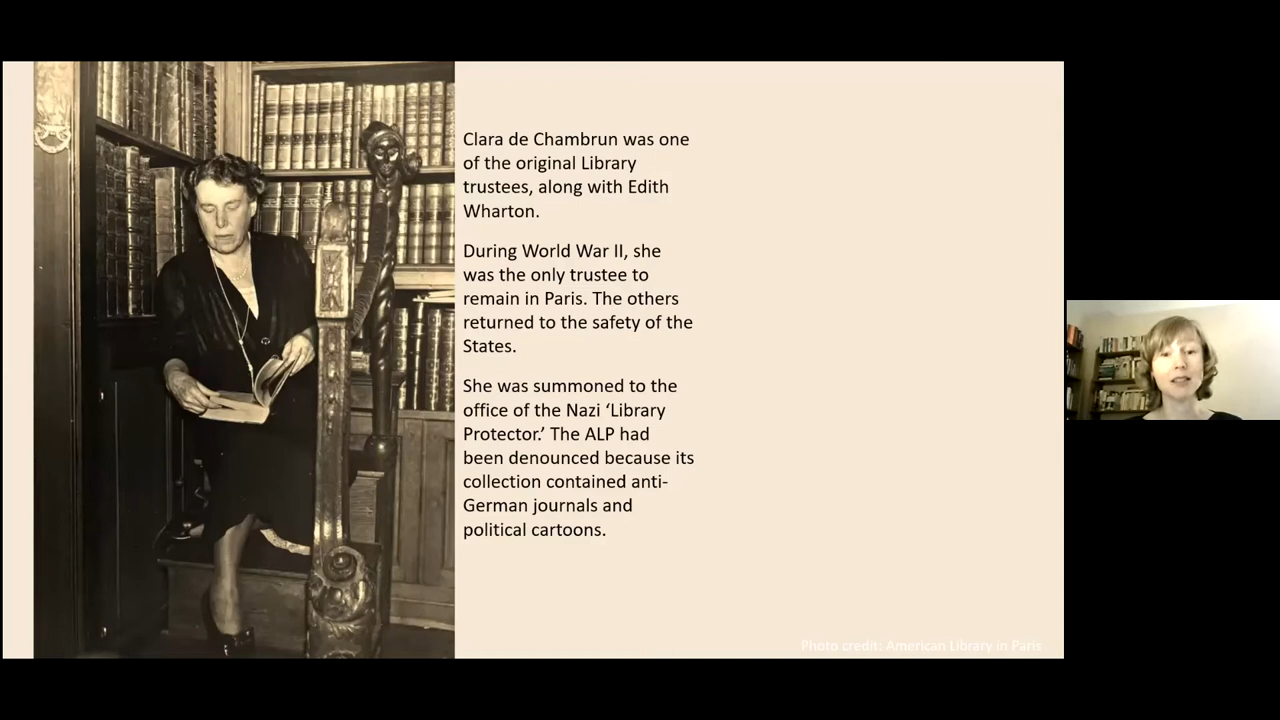 Clara de Chambrun was one
of the original Library
trustees, along with Edith
Wharton.
During World War II, she
was the only trustee to
remain in Paris. The others
returned to the safety of the
States.
She was summoned to the
office of the Nazi ‘Library
Protector.’ The ALP had
been denounced because its
collection contained anti-
German journals and
political cartoons.
Photo credit: American Library in Paris